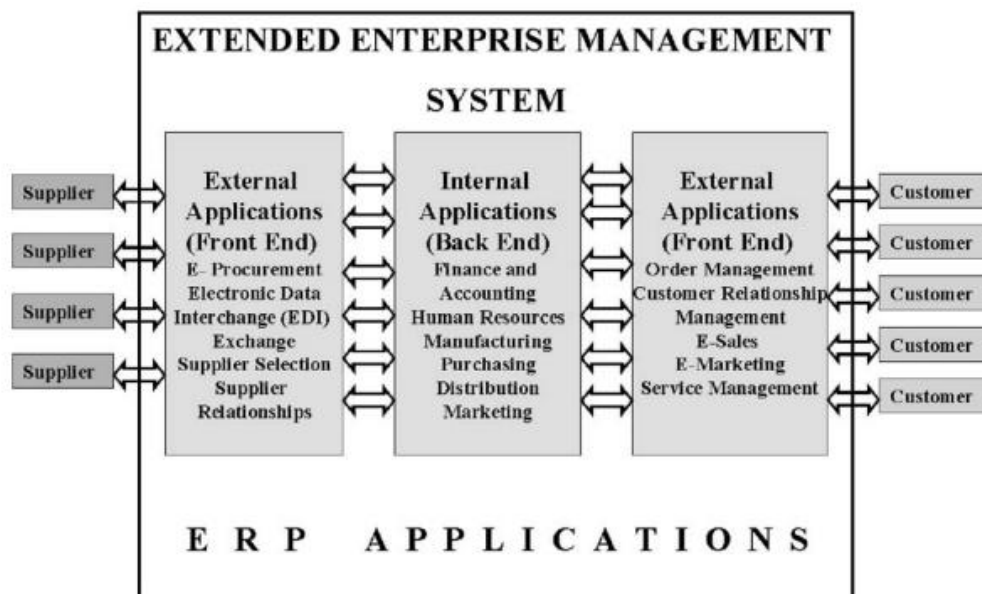 EXTENDED ENTERPRISE MANAGEMENT
SYSTEM
Supplier
Supplier
Supplier
Supplier
External
Applications
(Front End)
E- Procurement
Electronic Data
Interchange (EDI)
Exchange
Supplier Selection
Supplier
Relationships
Internal
Applications
(Back End)
Finance and
Accounting
Human Resources
Manufacturing
Purchasing
Distribution
Marketing
External
Applications
(Front End)
Order Management
Customer Relationship
Management
E-Sales
E-Marketing
Service Management
Customer
Customer
Customer
Customer
Customer
E R P A P P L I C A T I O N S